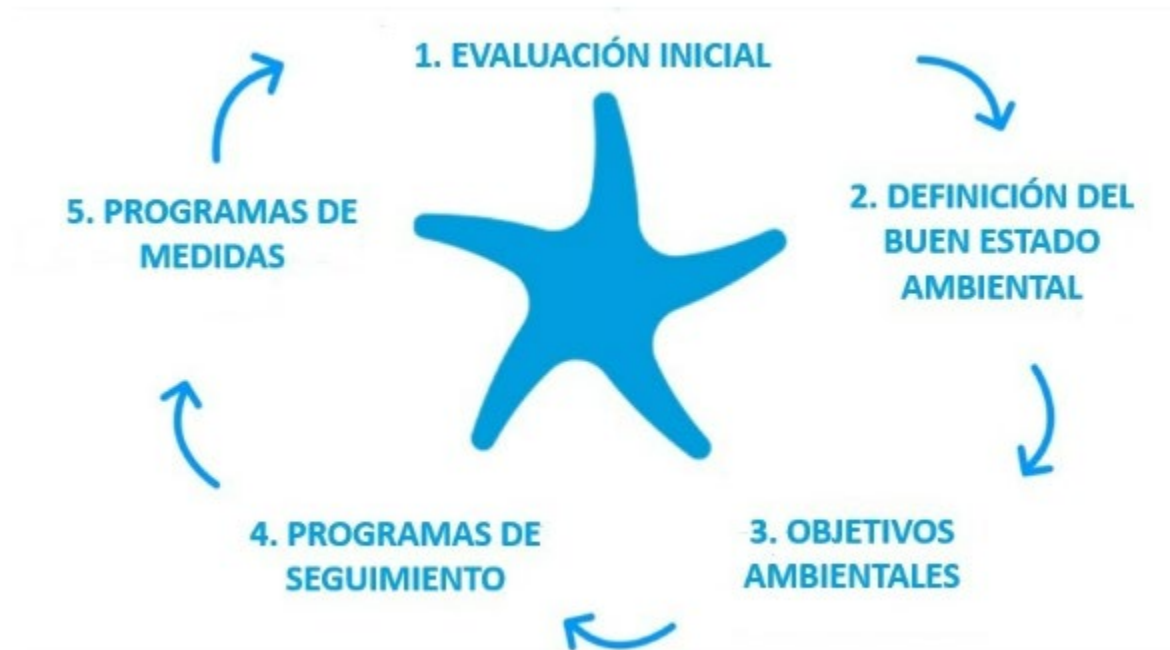 1. EVALUACIÓN INICIAL
2. DEFINICIÓN DEL
BUEN ESTADO
AMBIENTAL
3. OBJETIVOS
AMBIENTALES
4. PROGRAMAS DE
SEGUIMIENTO
5. PROGRAMAS DE
MEDIDAS